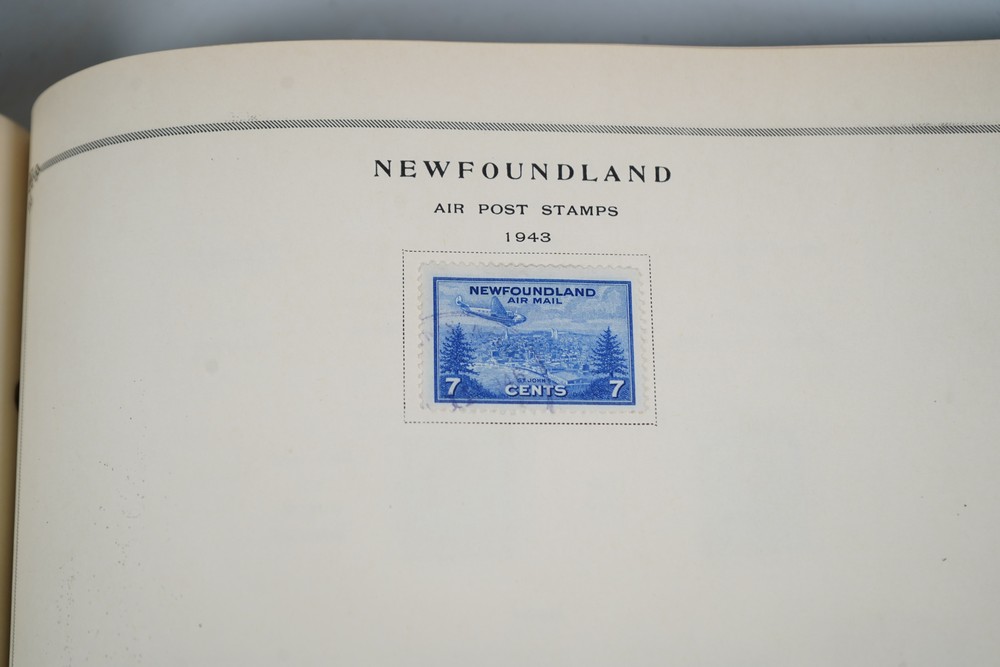 NEWFOUNDLAND
AIR POST STAMPS
1943
NEWFOUNDLAND
AIR MAIL
ST. JOHN'S
7 CENTS 7